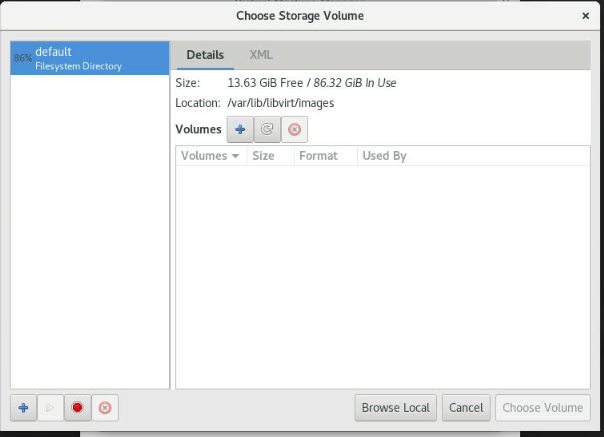 Choose Storage Volume
86%
default
Filesystem Directory
Details XML
Size: 13.63 GiB Free / 86.32 GiB In Use
Location: /var/lib/libvirt/images
Volumes
Volumes Size Format Used By
Browse Local Cancel Choose Volume